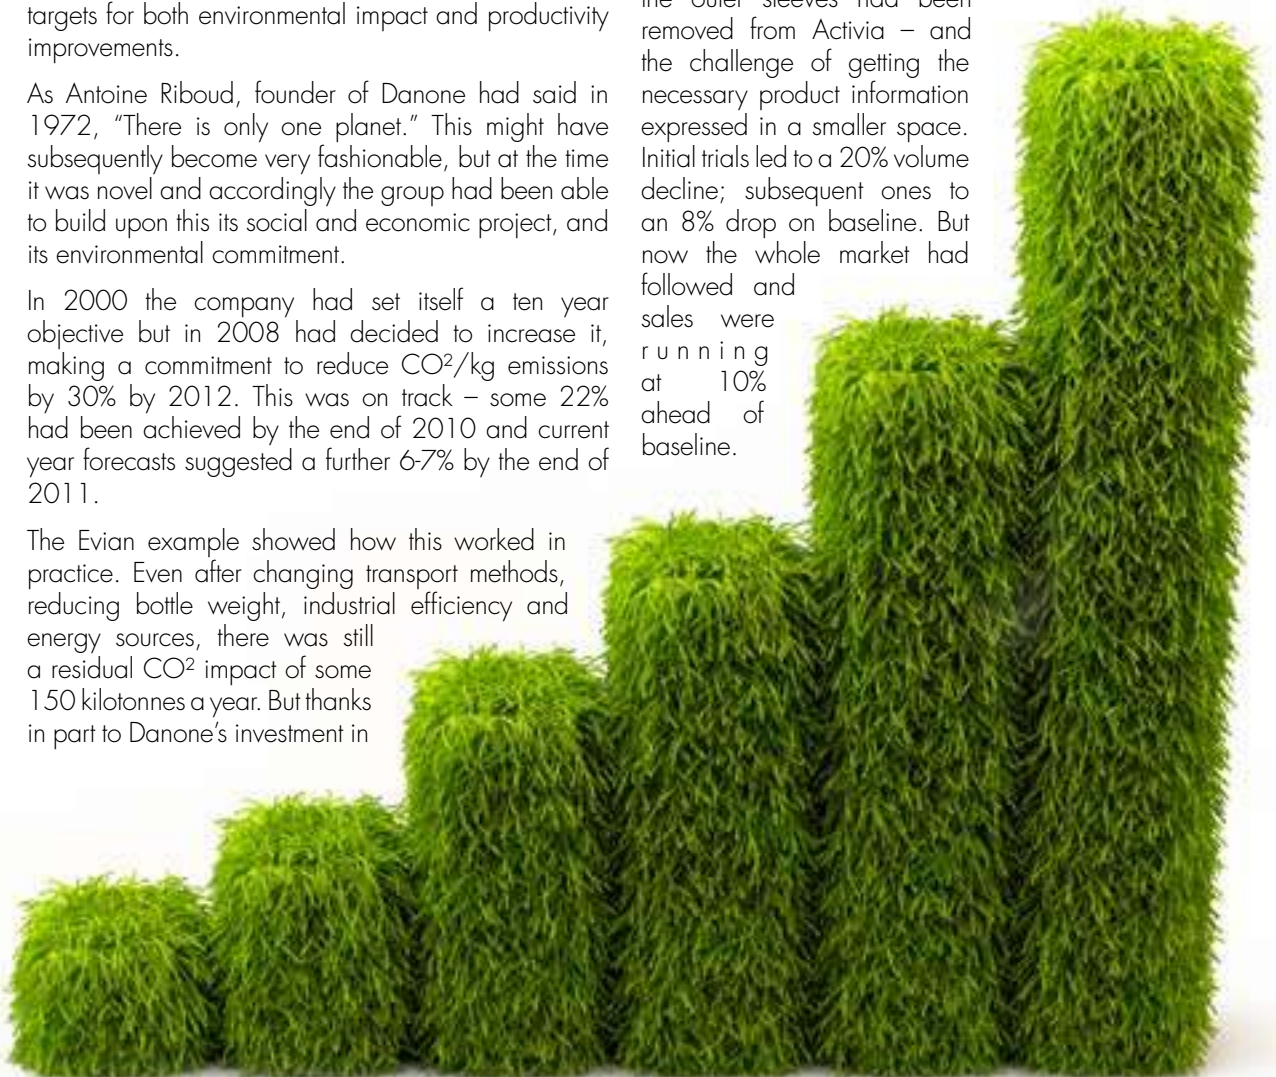 targets for both environmental impact and productivity
improvements.
As Antoine Riboud, founder of Danone had said in
1972, “There is only one planet.” This might have
subsequently become very fashionable, but at the time
it was novel and accordingly the group had been able
to build upon this its social and economic project, and
its environmental commitment.
In 2000 the company had set itself a ten year
objective but in 2008 had decided to increase it,
making a commitment to reduce CO²/kg emissions
by 30% by 2012. This was on track – some 22%
had been achieved by the end of 2010 and current
year forecasts suggested a further 6-7% by the end of
2011.
The Evian example showed how this worked in
practice. Even after changing transport methods,
reducing bottle weight, industrial efficiency and
energy sources, there was still
a residual CO² impact of some
150 kilotonnes a year. But thanks
in part to Danone’s investment in
the outer sleeves had been
removed from Activia – and
the challenge of getting the
necessary product information
expressed in a smaller space.
Initial trials led to a 20% volume
decline; subsequent ones to
an 8% drop on baseline. But
now the whole market had
followed and
sales were
running
at 10%
ahead of
baseline.